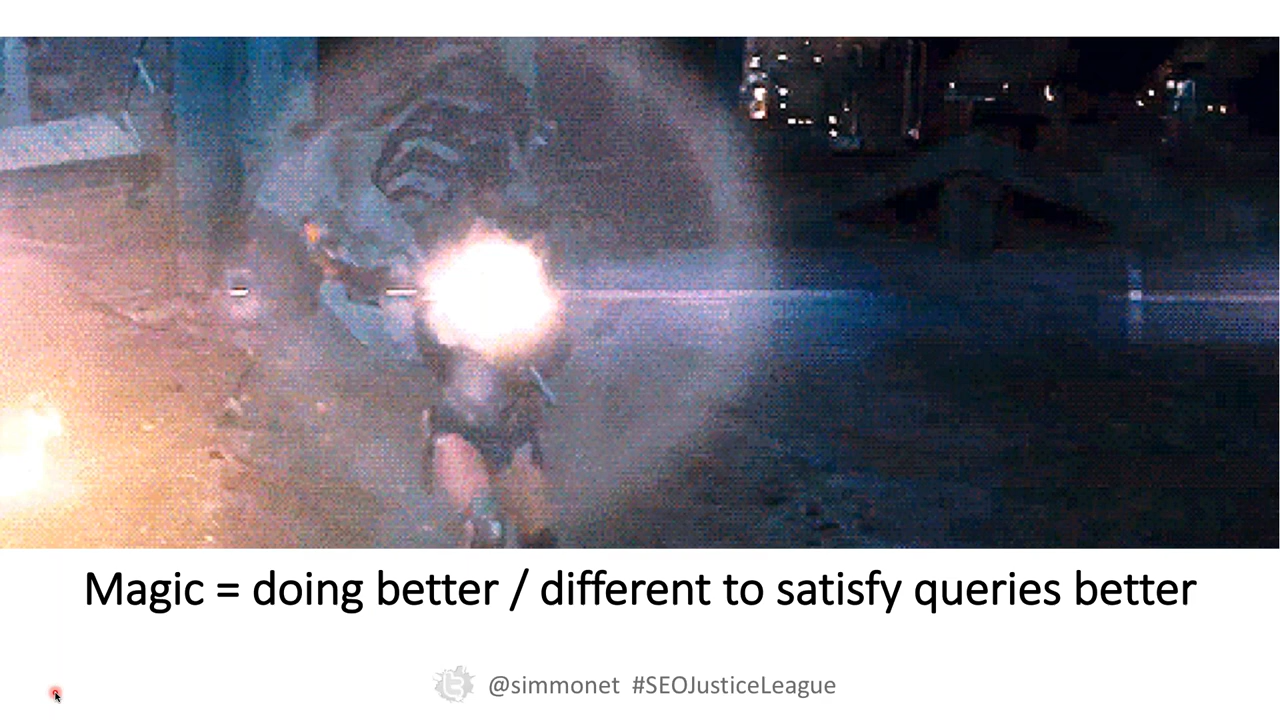 Magic = doing better / different to satisfy queries better
@simmonet #SEOJusticeLeague